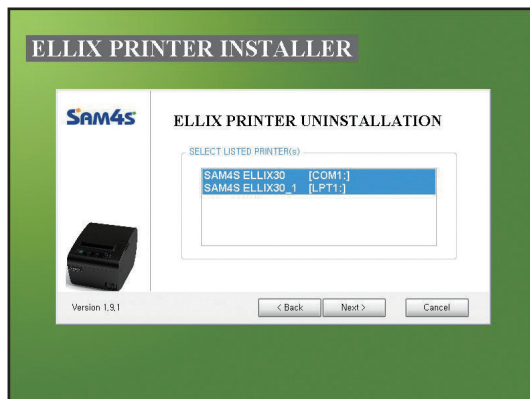 ELLIX PRINTER INSTALLER
SAM4S
ELLIX PRINTER UNINSTALLATION
SELECT LISTED PRINTER(s)
SAM4S ELLIX30 [COM1:]
SAM4S ELLIX30_1 [LPT1:]
Version 1,9,1
< Back
Next >
Cancel